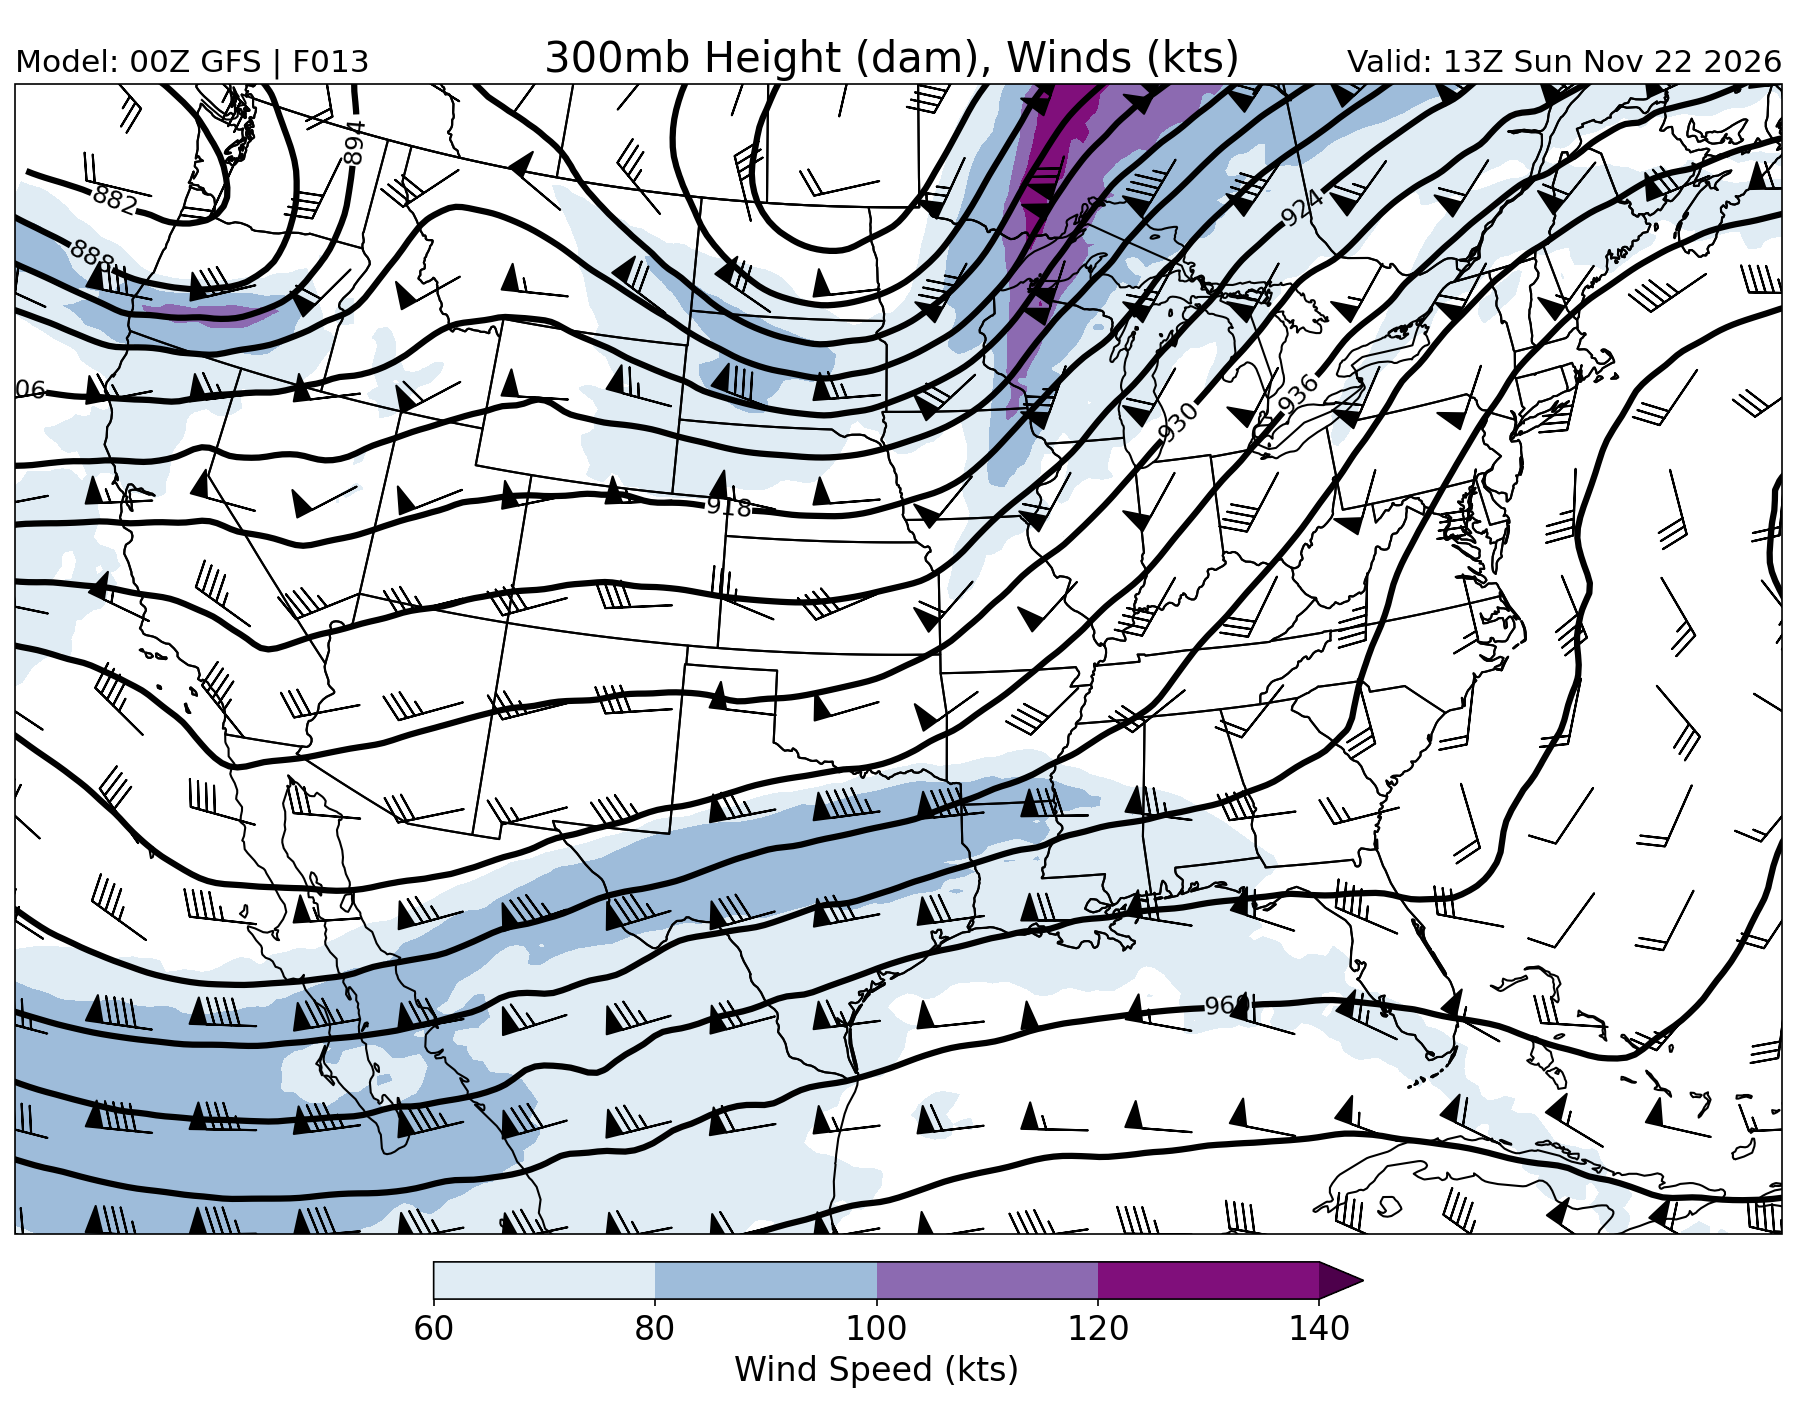 Model: 00Z GFS | F013
300mb Height (dam), Winds (kts)
Valid: 13Z Sun Nov 22 2026
894
882
924
888
06
936
930
918
960
60 80 100 120 140
Wind Speed (kts)